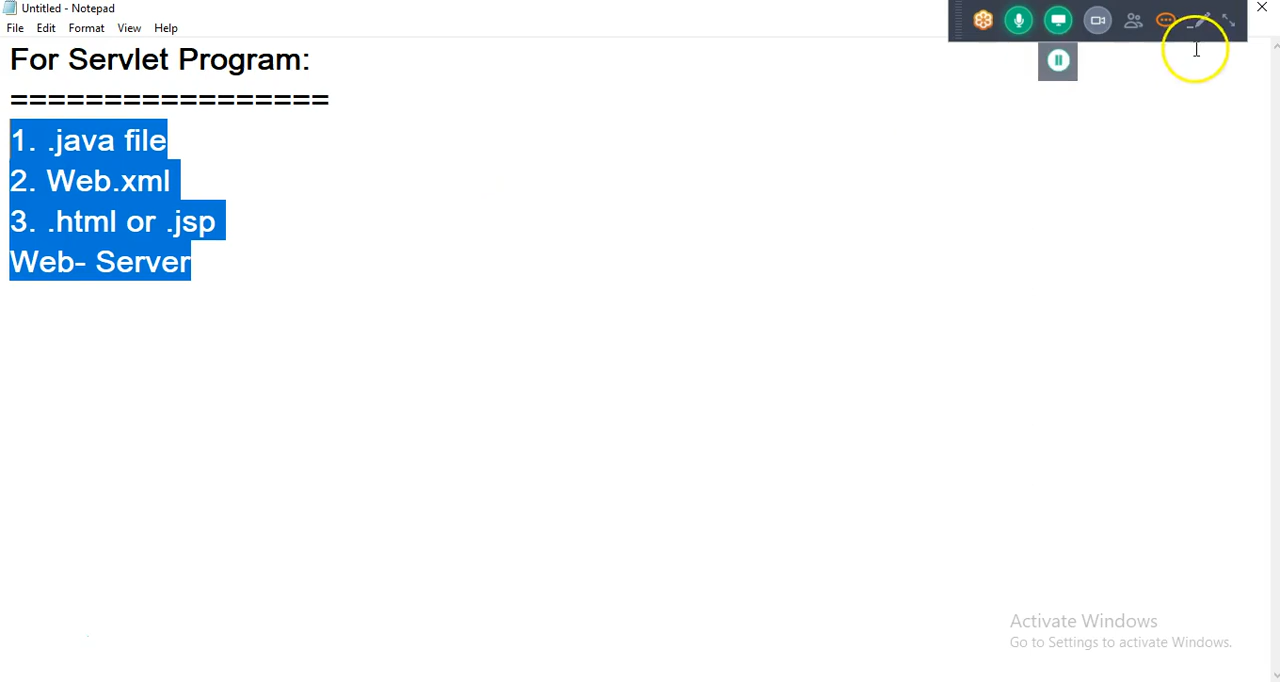 Untitled - Notepad
File Edit Format View Help
For Servlet Program:
=================
1. .java file
2. Web.xml
3. .html or .jsp
Web- Server
Activate Windows
Go to Settings to activate Windows.